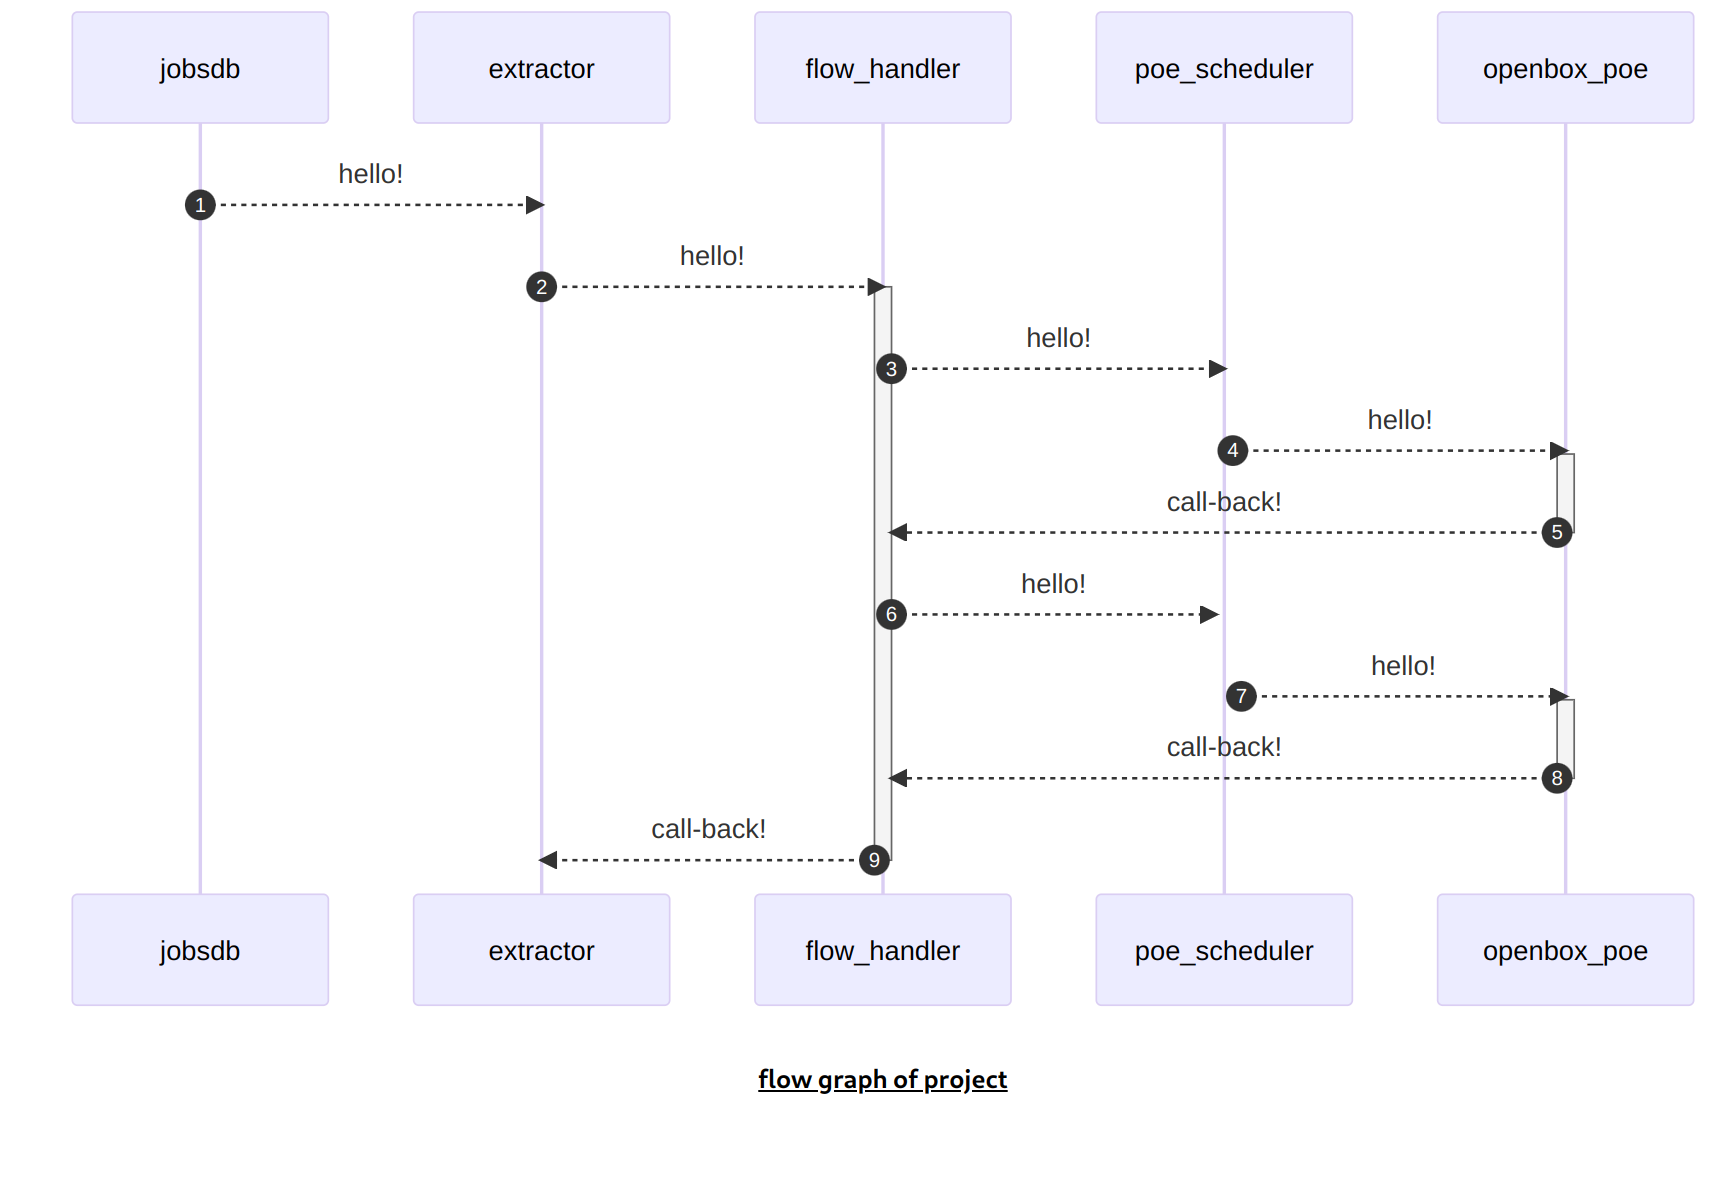 jobsdb
extractor
flow_handler
poe_scheduler
openbox_poe
hello!
1
hello!
2
hello!
3
hello!
4
call-back!
5
hello!
6
hello!
7
call-back!
8
call-back!
9
jobsdb
extractor
flow_handler
poe_scheduler
openbox_poe
flow graph of project